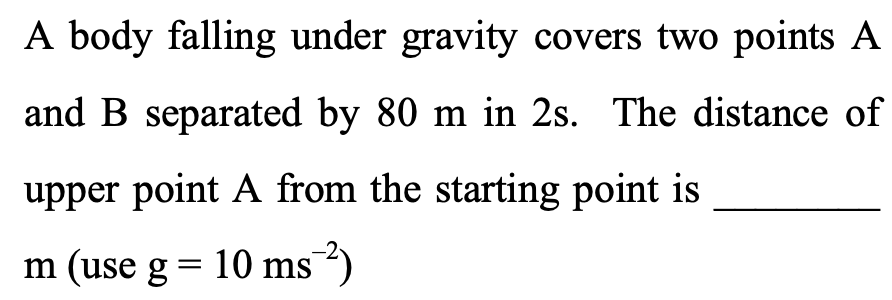 A body falling under gravity covers two points A
and B separated by 80 m in 2s. The distance of
upper point A from the starting point is ________
m (use g = 10 ms⁻²)